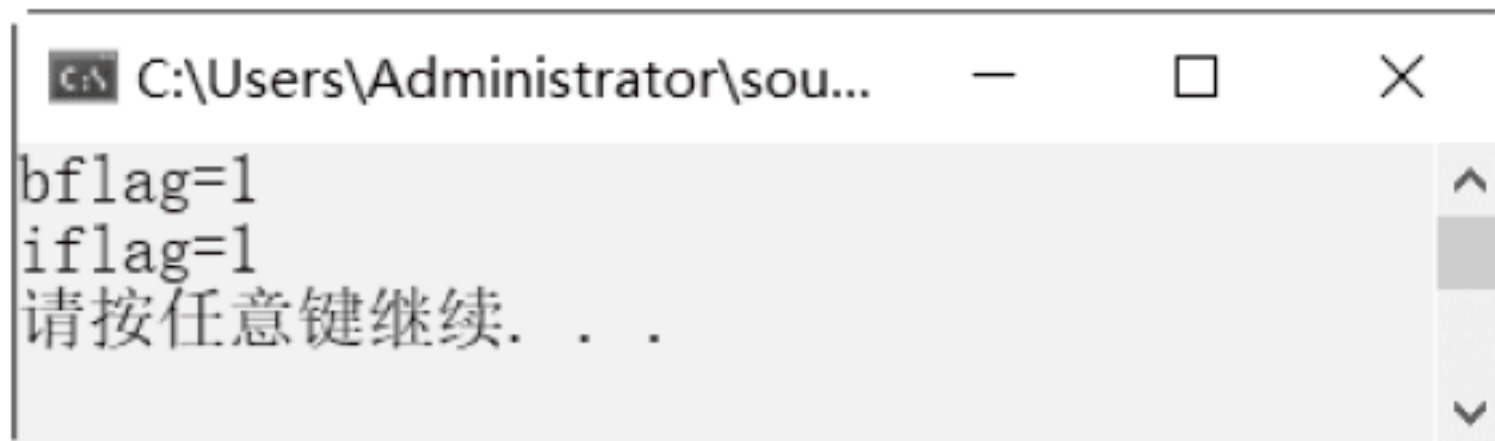 C:\Users\Administrator\sou...
bflag=1
iflag=1
请按任意键继续. . .